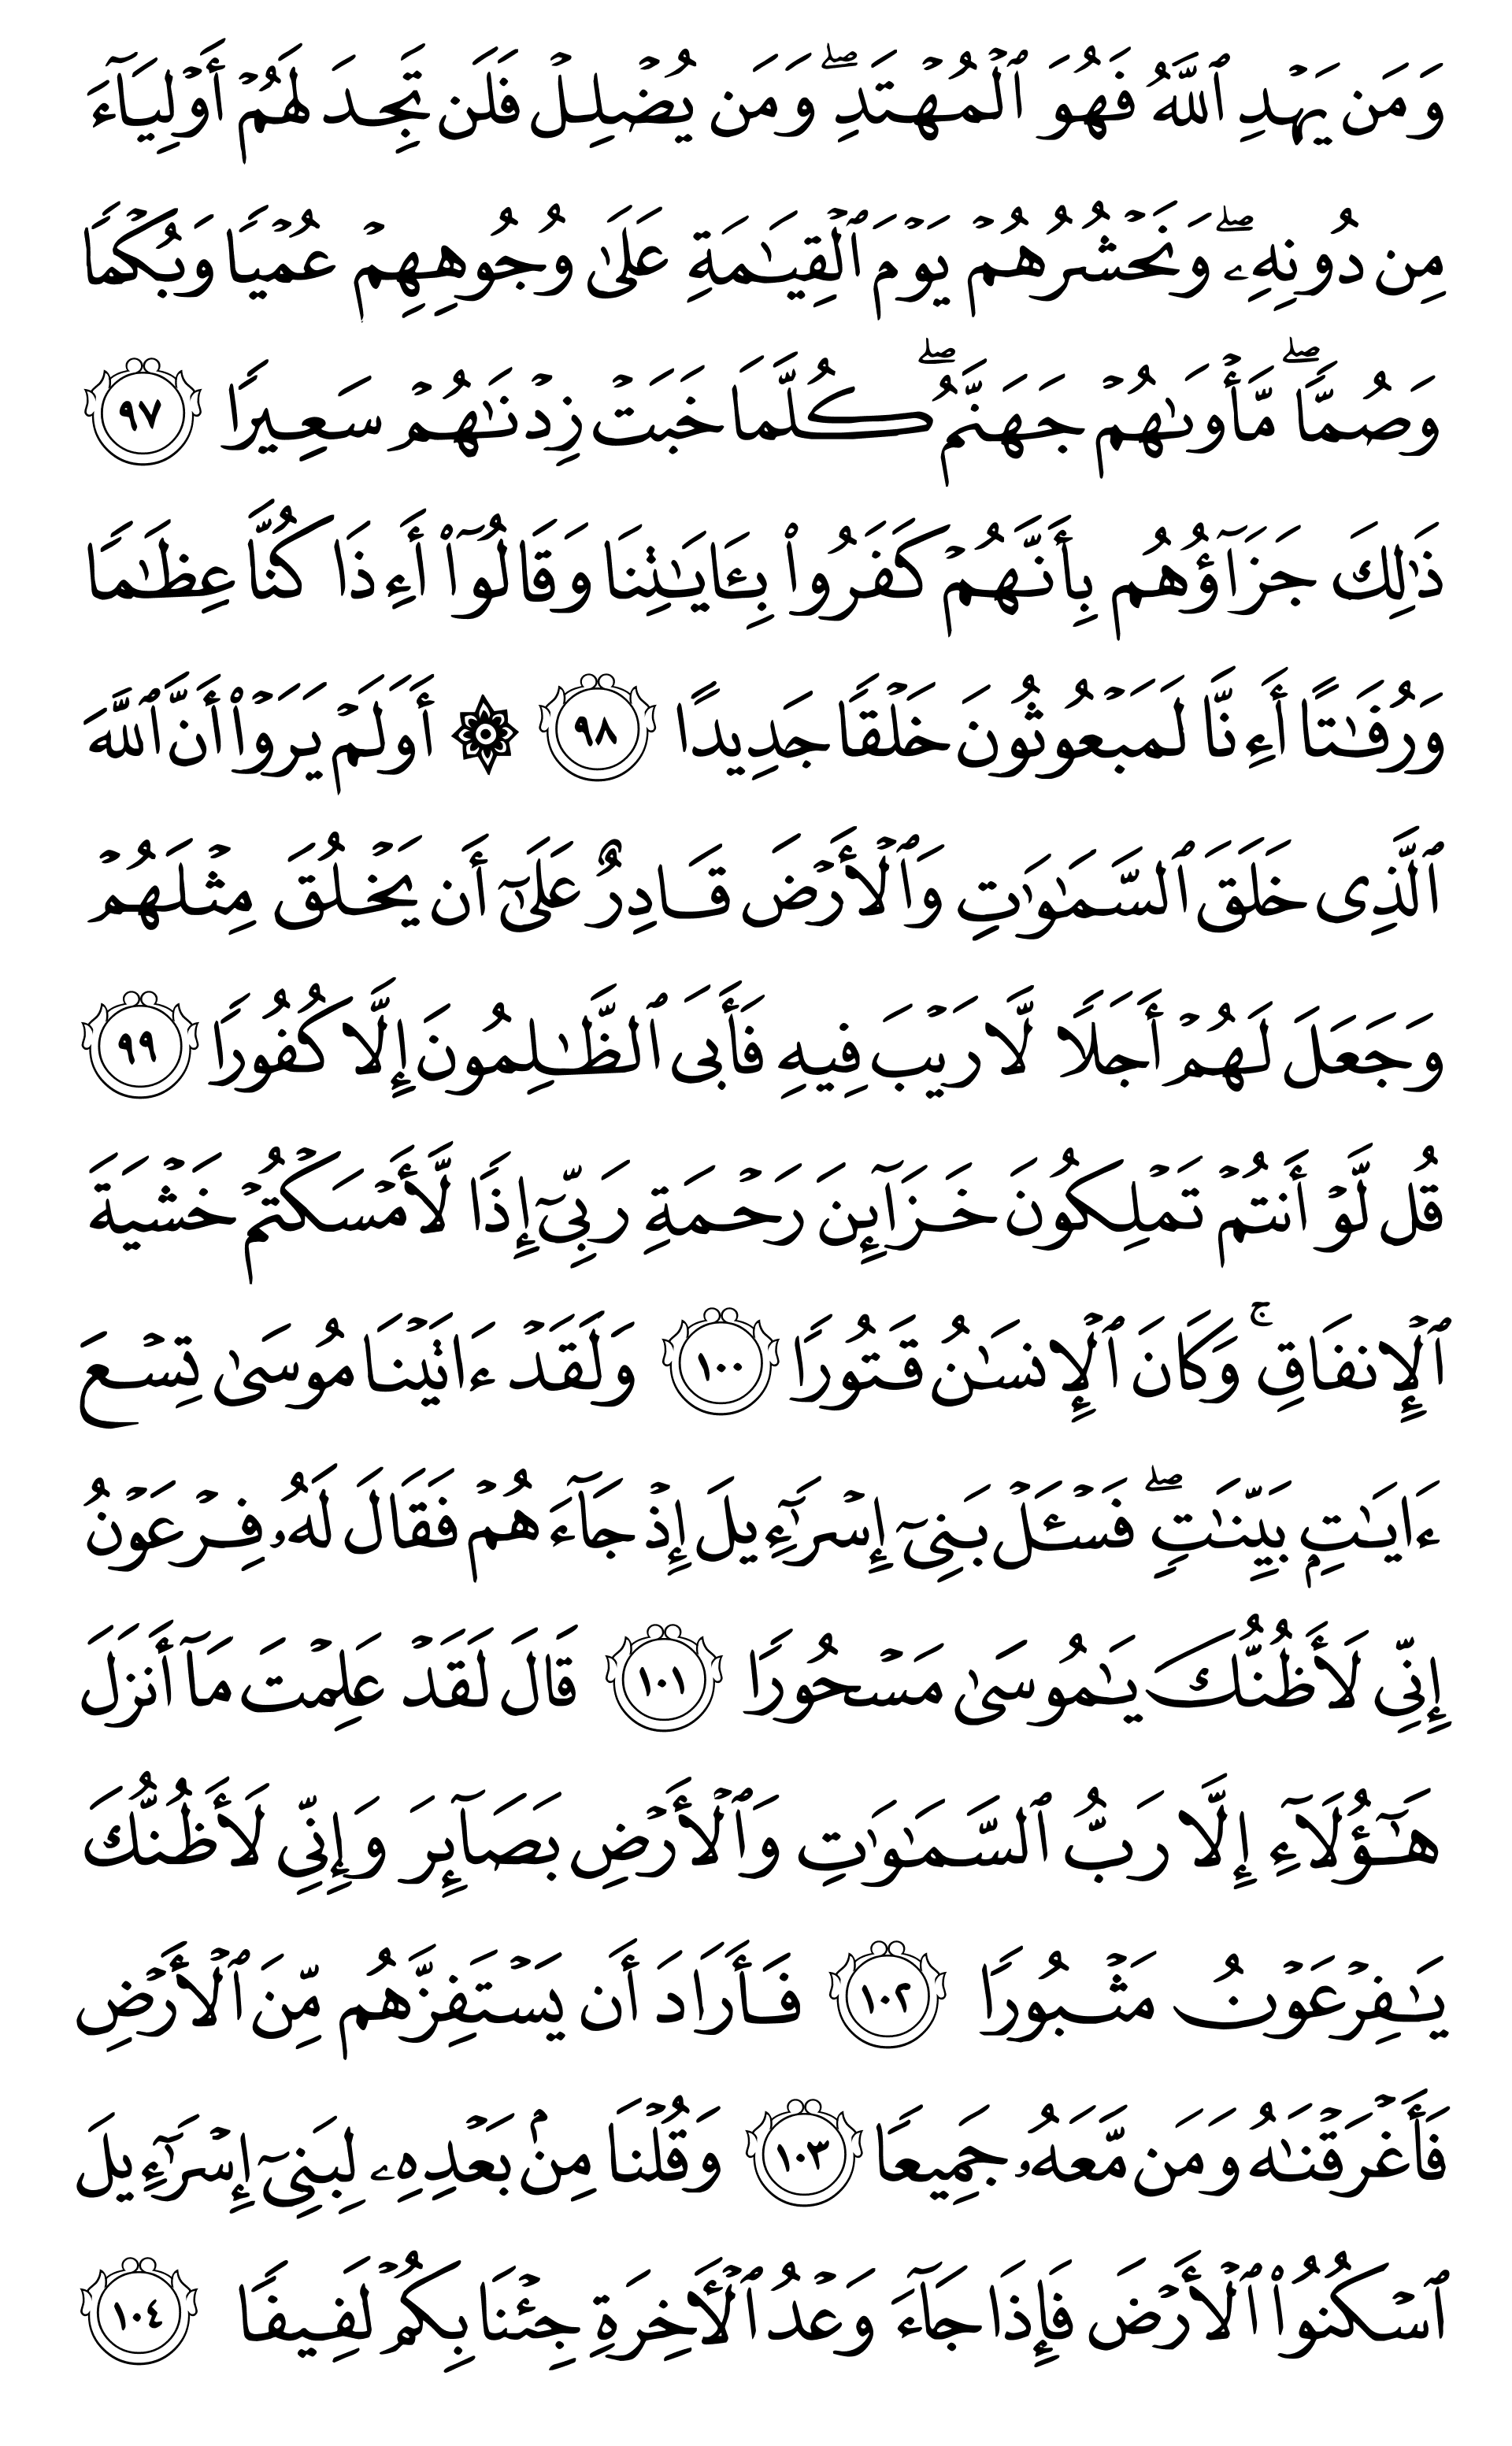 وَمَن يَهۡدِ ٱللَّهُ فَهُوَ ٱلۡمُهۡتَدِۖ وَمَن يُضۡلِلۡ فَلَن تَجِدَ لَهُمۡ أَوۡلِيَآءَ
مِن دُونِهِۦۖ وَنَحۡشُرُهُمۡ يَوۡمَ ٱلۡقِيَٰمَةِ عَلَىٰ وُجُوهِهِمۡ عُمۡيٗا وَبُكۡمٗا
وَصُمّٗاۖ مَّأۡوَىٰهُمۡ جَهَنَّمُۖ كُلَّمَا خَبَتۡ زِدۡنَٰهُمۡ سَعِيرٗا ٩٧
ذَٰلِكَ جَزَآؤُهُم بِأَنَّهُمۡ كَفَرُواْ بِـَٔايَٰتِنَا وَقَالُوٓاْ أَءِذَا كُنَّا عِظَٰمٗا
وَرُفَٰتًا أَءِنَّا لَمَبۡعُوثُونَ خَلۡقٗا جَدِيدًا ٩٨ ۞ أَوَلَمۡ يَرَوۡاْ أَنَّ ٱللَّهَ
ٱلَّذِي خَلَقَ ٱلسَّمَٰوَٰتِ وَٱلۡأَرۡضَ قَادِرٌ عَلَىٰٓ أَن يَخۡلُقَ مِثۡلَهُمۡ
وَجَعَلَ لَهُمۡ أَجَلٗا لَّا رَيۡبَ فِيهِ فَأَبَى ٱلظَّٰلِمُونَ إِلَّا كُفُورٗا ٩٩
قُل لَّوۡ أَنتُمۡ تَمۡلِكُونَ خَزَآئِنَ رَحۡمَةِ رَبِّيٓ إِذٗا لَّأَمۡسَكۡتُمۡ خَشۡيَةَ
ٱلۡإِنفَاقِۚ وَكَانَ ٱلۡإِنسَٰنُ قَتُورٗا ١٠٠ وَلَقَدۡ ءَاتَيۡنَا مُوسَىٰ تِسۡعَ
ءَايَٰتِۭ بَيِّنَٰتٖۖ فَسۡـَٔلۡ بَنِيٓ إِسۡرَٰٓءِيلَ إِذۡ جَآءَهُمۡ فَقَالَ لَهُۥ فِرۡعَوۡنُ
إِنِّي لَأَظُنُّكَ يَٰمُوسَىٰ مَسۡحُورٗا ١٠١ قَالَ لَقَدۡ عَلِمۡتَ مَآ أَنزَلَ
هَٰٓؤُلَآءِ إِلَّا رَبُّ ٱلسَّمَٰوَٰتِ وَٱلۡأَرۡضِ بَصَآئِرَ وَإِنِّي لَأَظُنُّكَ
يَٰفِرۡعَوۡنُ مَثۡبُورٗا ١٠٢ فَأَرَادَ أَن يَسۡتَفِزَّهُم مِّنَ ٱلۡأَرۡضِ
فَأَغۡرَقۡنَٰهُ وَمَن مَّعَهُۥ جَمِيعٗا ١٠٣ وَقُلۡنَا مِنۢ بَعۡدِهِۦ لِبَنِيٓ إِسۡرَٰٓءِيلَ
ٱسۡكُنُواْ ٱلۡأَرۡضَ فَإِذَا جَآءَ وَعۡدُ ٱلۡأٓخِرَةِ جِئۡنَا بِكُمۡ لَفِيفٗا ١٠٤